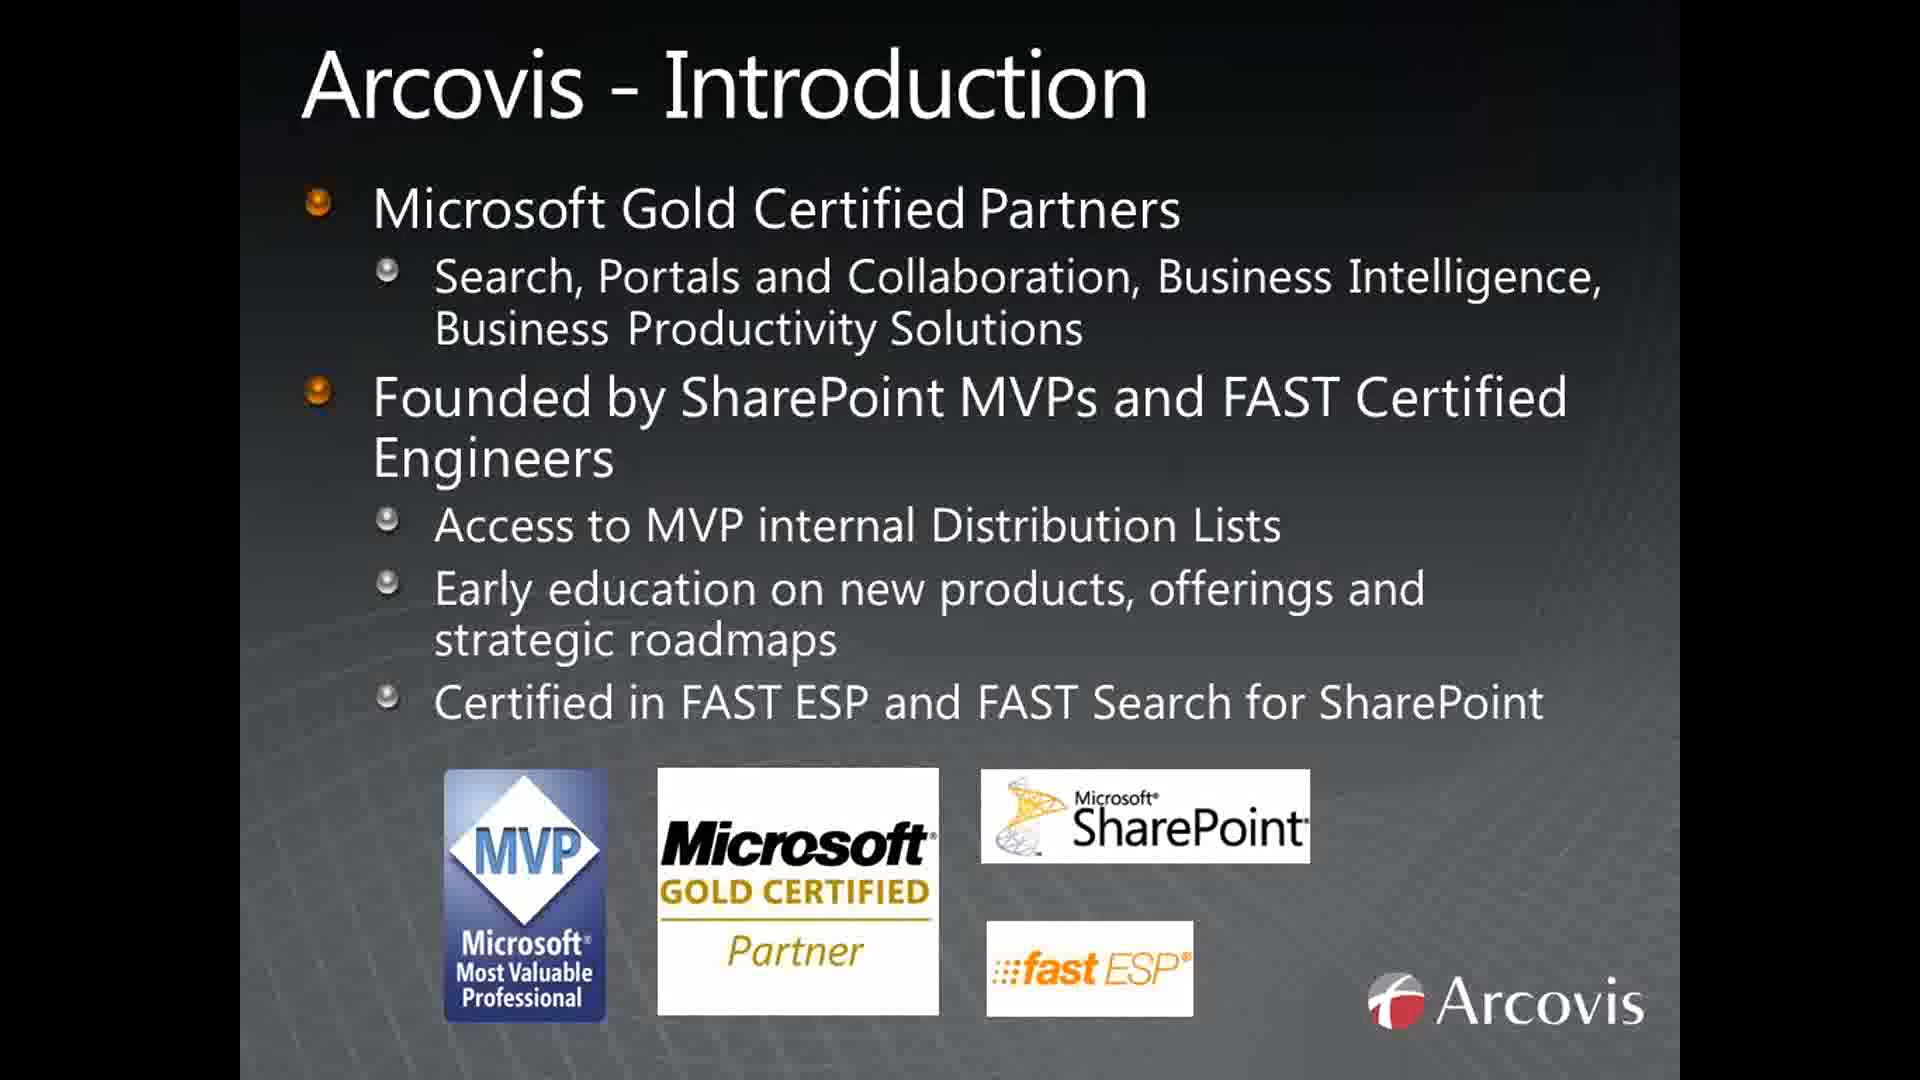 Arcovis - Introduction
Microsoft Gold Certified Partners
Search, Portals and Collaboration, Business Intelligence,
Business Productivity Solutions
Founded by SharePoint MVPs and FAST Certified
Engineers
Access to MVP internal Distribution Lists
Early education on new products, offerings and
strategic roadmaps
Certified in FAST ESP and FAST Search for SharePoint
MVP
Microsoft®
Most Valuable
Professional
Microsoft®
GOLD CERTIFIED
Partner
Microsoft®
SharePoint®
fast ESP®
Arcovis